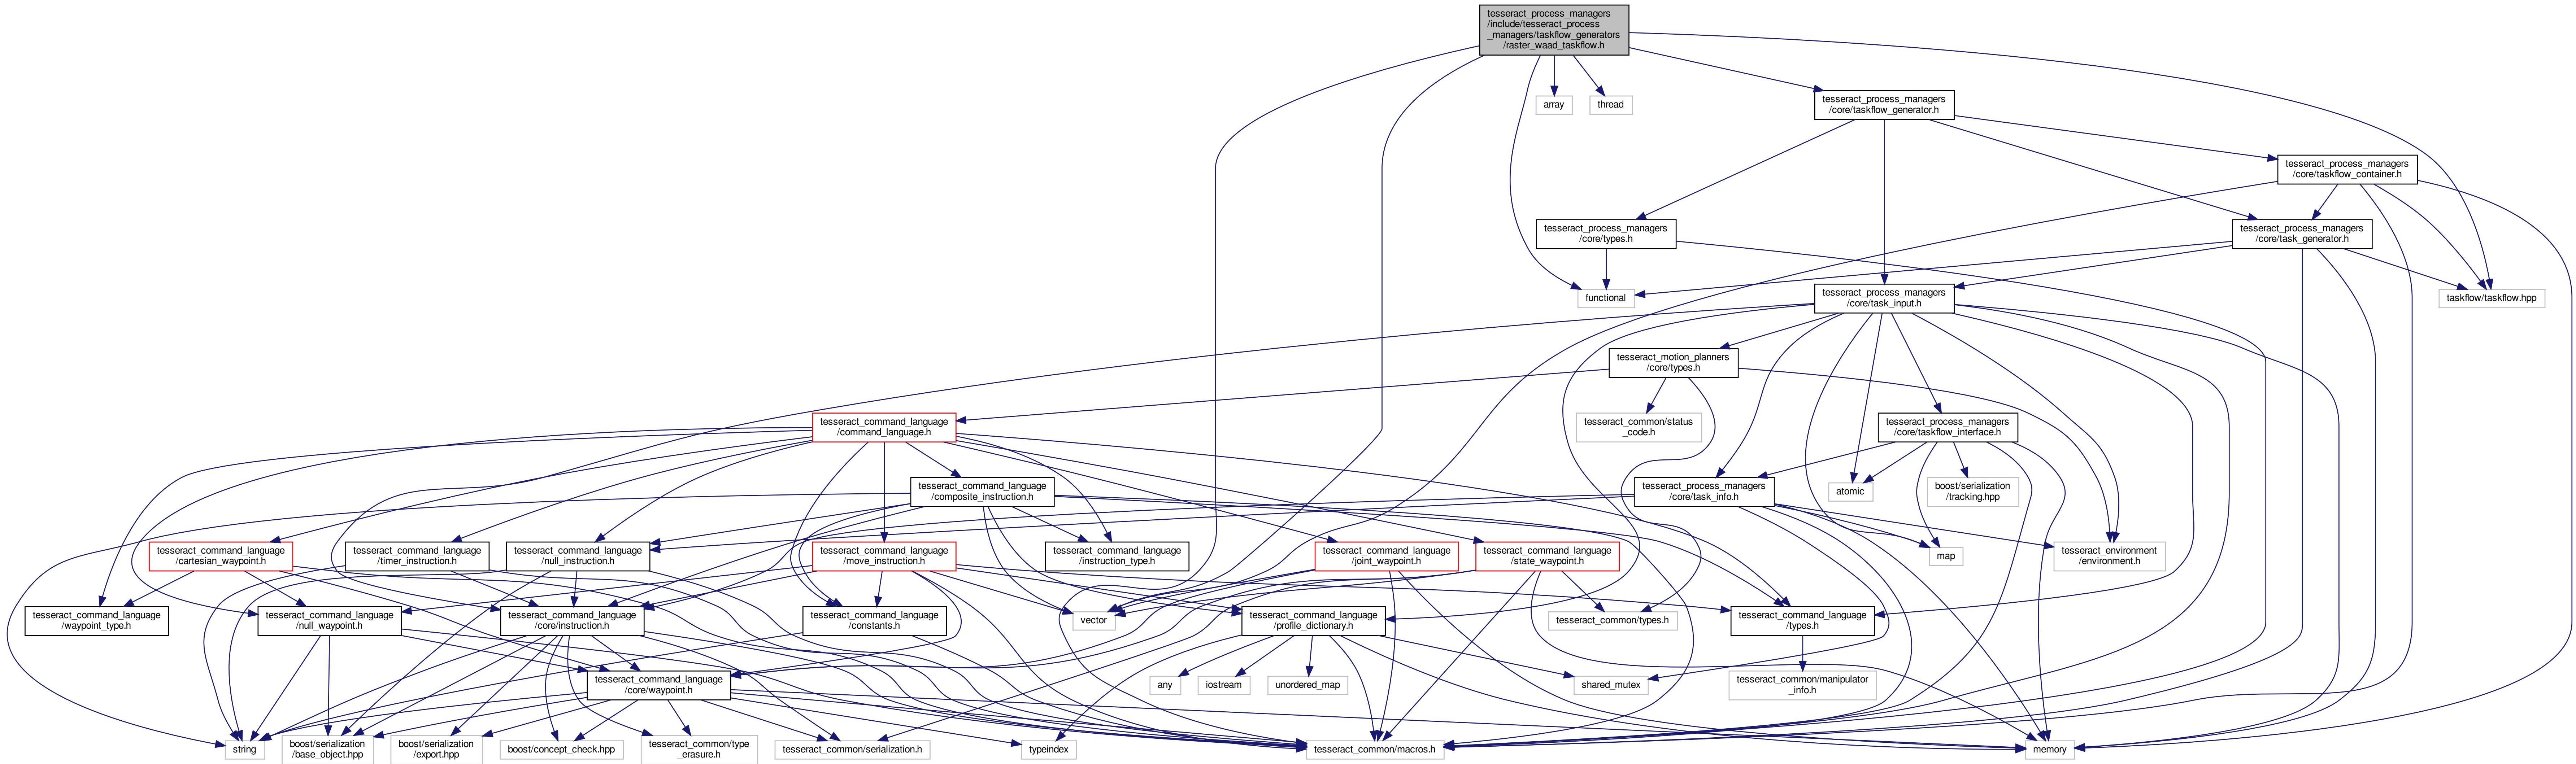 tesseract_process_managers
/include/tesseract_process
_managers/taskflow_generators
/raster_waad_taskflow.h
array
thread
tesseract_process_managers
/core/taskflow_generator.h
tesseract_process_managers
/core/taskflow_container.h
tesseract_process_managers
/core/types.h
tesseract_process_managers
/core/task_generator.h
functional
tesseract_process_managers
/core/task_input.h
taskflow/taskflow.hpp
tesseract_motion_planners
/core/types.h
tesseract_command_language
/command_language.h
tesseract_common/status
_code.h
tesseract_process_managers
/core/taskflow_interface.h
tesseract_command_language
/composite_instruction.h
tesseract_process_managers
/core/task_info.h
atomic
boost/serialization
/tracking.hpp
tesseract_command_language
/cartesian_waypoint.h
tesseract_command_language
/timer_instruction.h
tesseract_command_language
/null_instruction.h
tesseract_command_language
/move_instruction.h
tesseract_command_language
/instruction_type.h
tesseract_command_language
/joint_waypoint.h
tesseract_command_language
/state_waypoint.h
map
tesseract_environment
/environment.h
tesseract_command_language
/waypoint_type.h
tesseract_command_language
/null_waypoint.h
tesseract_command_language
/core/instruction.h
tesseract_command_language
/constants.h
vector
tesseract_command_language
/profile_dictionary.h
tesseract_common/types.h
tesseract_command_language
/types.h
tesseract_command_language
/core/waypoint.h
any
iostream
unordered_map
shared_mutex
tesseract_common/manipulator
_info.h
string
boost/serialization
/base_object.hpp
boost/serialization
/export.hpp
boost/concept_check.hpp
tesseract_common/type
_erasure.h
tesseract_common/serialization.h
typeindex
tesseract_common/macros.h
memory